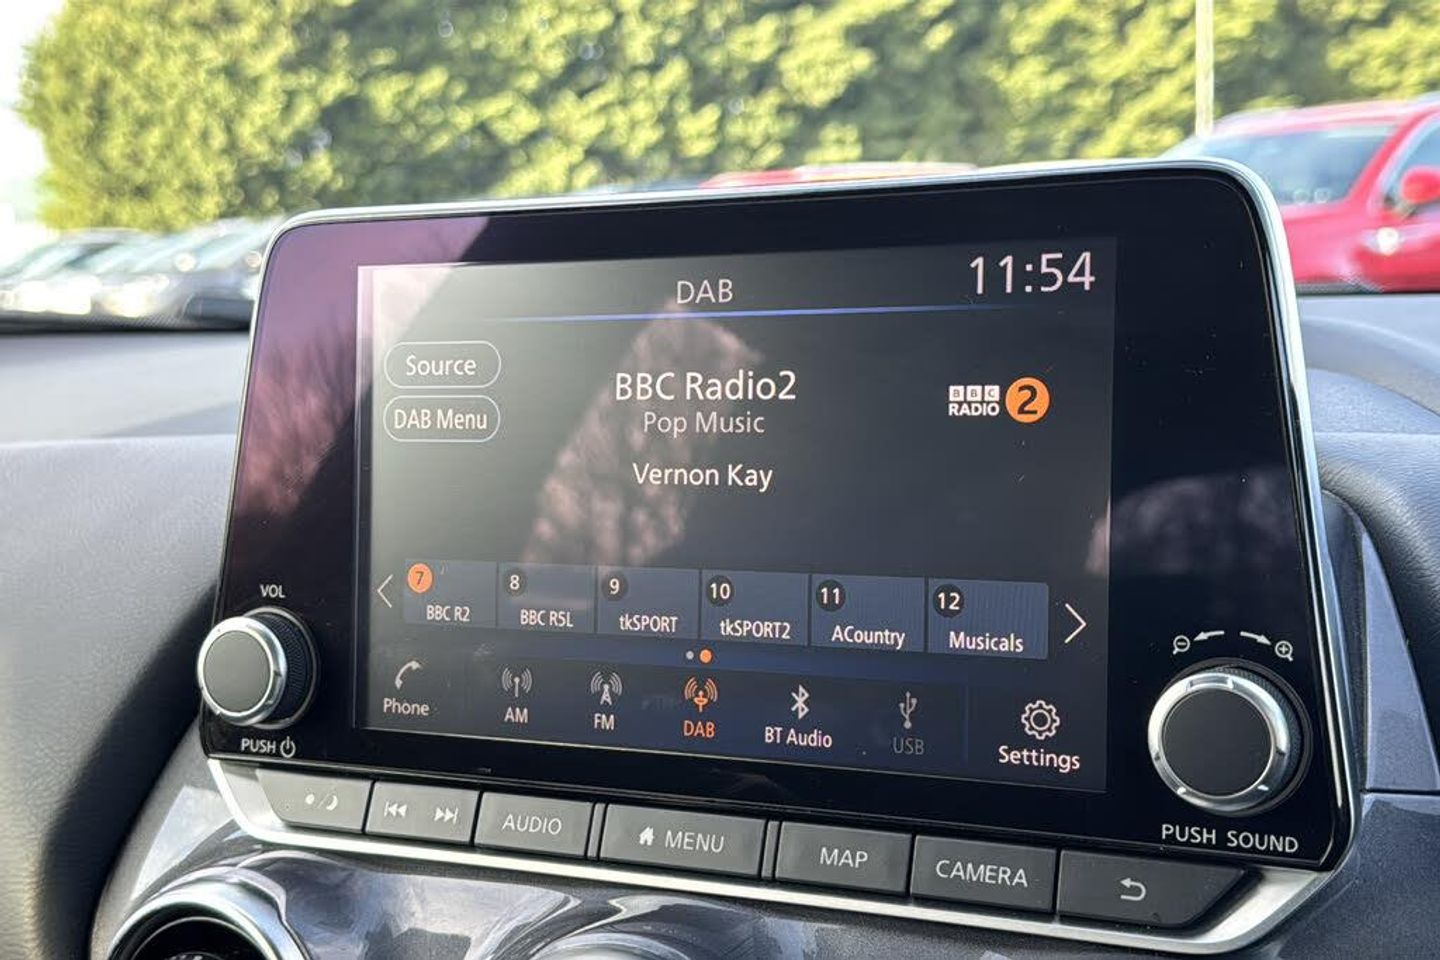 DAB
11:54
Source
DAB Menu
BBC Radio2
Pop Music
Vernon Kay
BBC
RADIO 2
7 BBC R2
8 BBC R5L
9 tkSPORT
10 tkSPORT2
11 ACountry
12 Musicals
Phone
AM
FM
DAB
BT Audio
USB
Settings
VOL
PUSH
PUSH SOUND
AUDIO
MENU
MAP
CAMERA